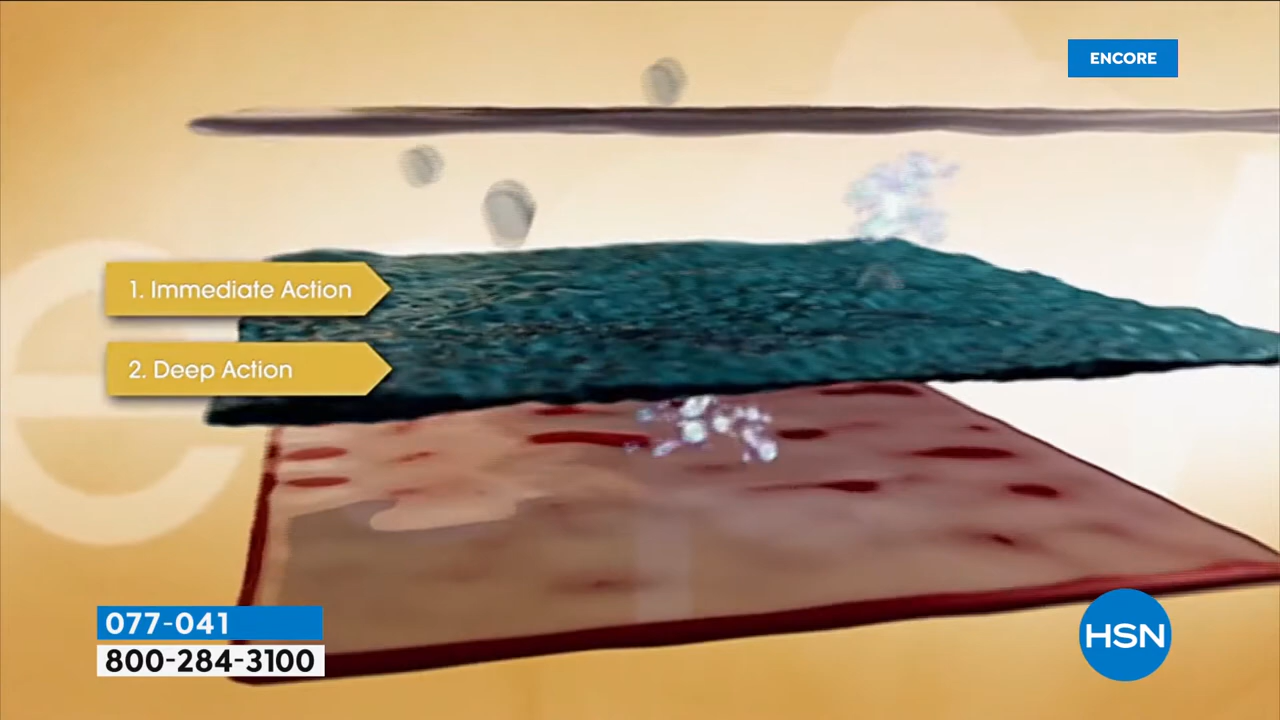 ENCORE
1. Immediate Action
2. Deep Action
077-041
800-284-3100
HSN